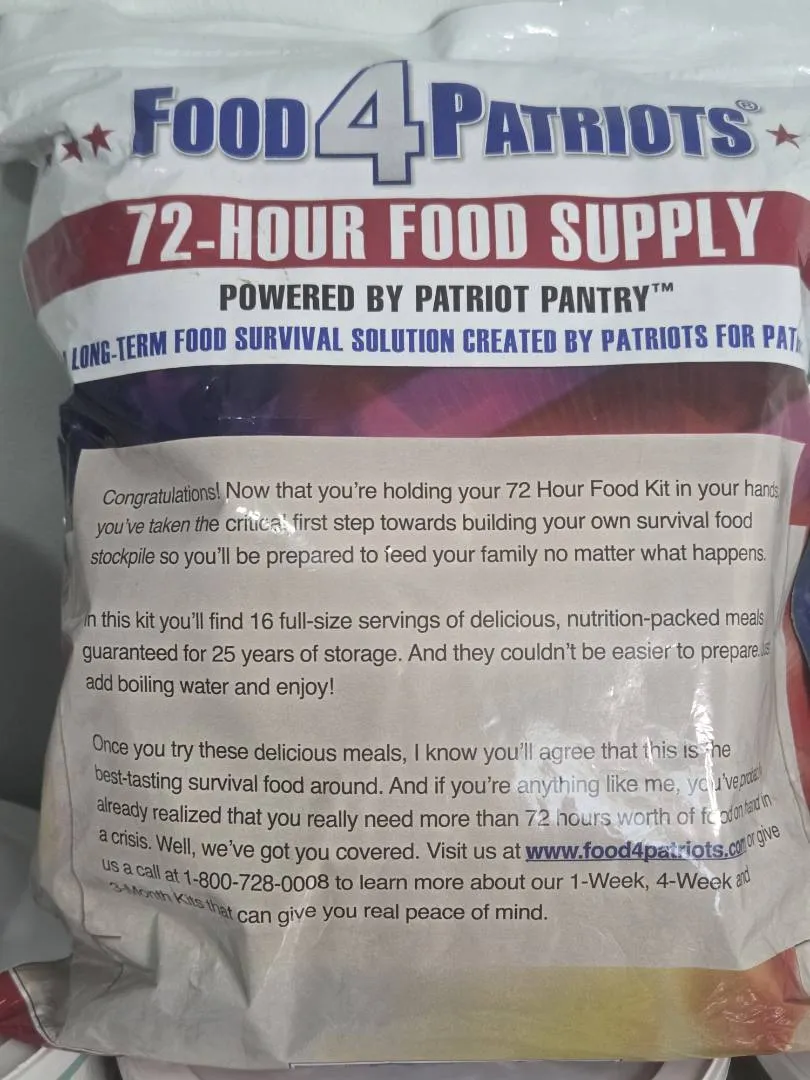 FOOD4PATRIOTS®
72-HOUR FOOD SUPPLY
POWERED BY PATRIOT PANTRY™
LONG-TERM FOOD SURVIVAL SOLUTION CREATED BY PATRIOTS FOR PAT
Congratulations! Now that you're holding your 72 Hour Food Kit in your hands
you've taken the critical first step towards building your own survival food
stockpile so you'll be prepared to feed your family no matter what happens.
In this kit you'll find 16 full-size servings of delicious, nutrition-packed meals
guaranteed for 25 years of storage. And they couldn't be easier to prepare. Just
add boiling water and enjoy!
Once you try these delicious meals, I know you'll agree that this is the
best-tasting survival food around. And if you're anything like me, you've probably
already realized that you really need more than 72 hours worth of food on hand in
a crisis. Well, we've got you covered. Visit us at www.food4patriots.com or give
us a call at 1-800-728-0008 to learn more about our 1-Week, 4-Week and
3-Month Kits that can give you real peace of mind.